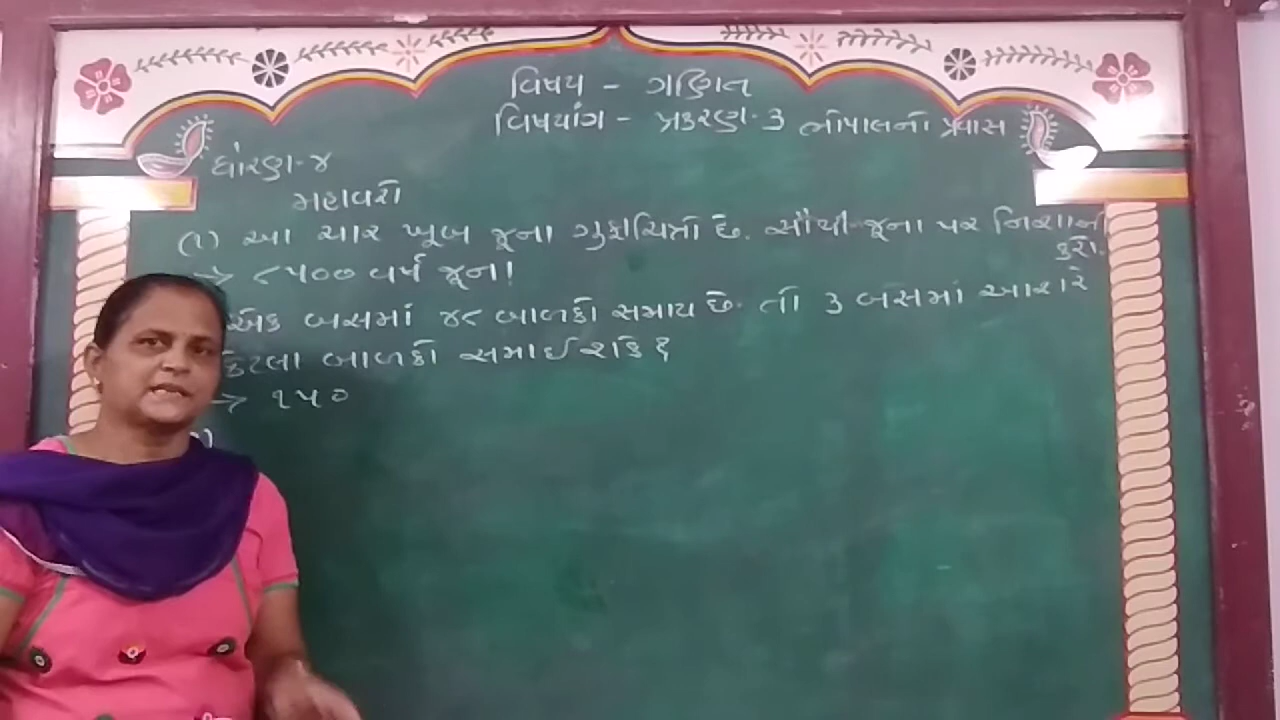 વિષય - ગણિત
વિષયાંગ - પ્રકરણ-૩ ભોપાલનો પ્રવાસ
ધોરણ-૪
મહાવરો
(૧) આ ચાર ખૂબ જૂના ગુફાચિત્રો છે. સૌથી જૂના પર નિશાની
કરો.
→ ૮૫૦૦ વર્ષ જૂના!
એક બસમાં ૪૮ બાળકો સમાય છે. તો ૩ બસમાં આશરે
કેટલા બાળકો સમાઈ શકે?
→ ૧૫૦